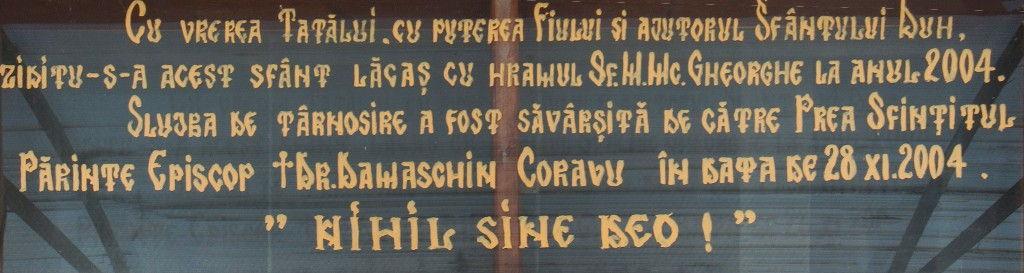 Cu vrerea Tatălui, cu puterea Fiului și ajutorul Sfântului Duh,
ziditu-s-a acest sfânt lăcaș cu hramul Sf. M. Mc. Gheorghe la anul 2004.
Slujba de târnosire a fost săvârșită de către Prea Sfințitul
Părinte Episcop †Dr. Damaschin Coravu în data de 28 XI. 2004.
” NIHIL SINE DEO ! ”